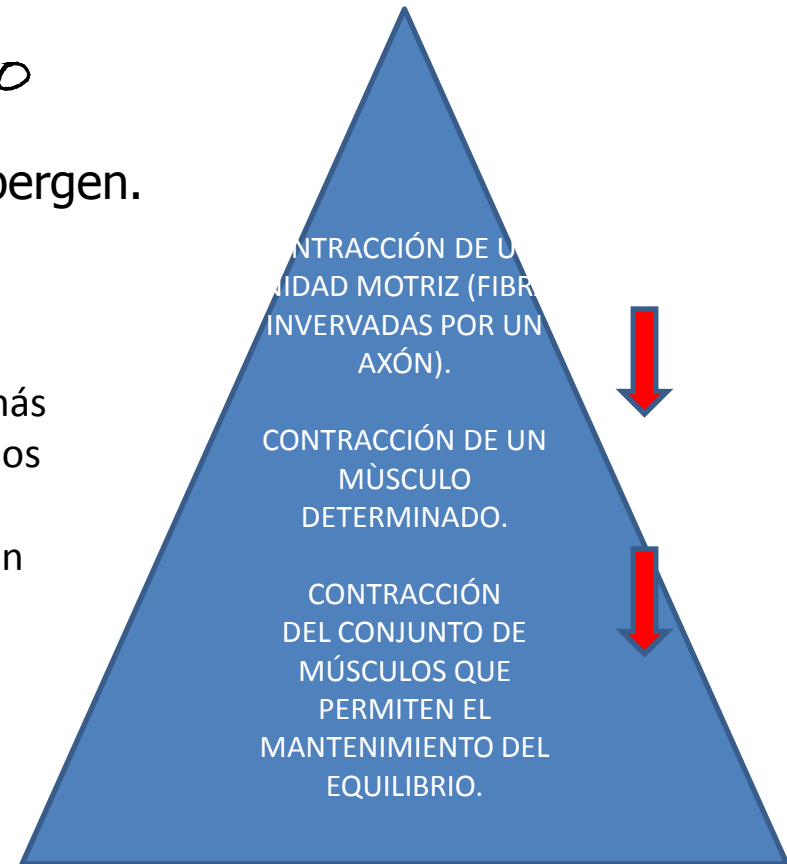 o
bergen.
más
os
n
NTRACCIÓN DE U
NIDAD MOTRIZ (FIBR
INVERVADAS POR UN
AXÓN).
CONTRACCIÓN DE UN
MÙSCULO
DETERMINADO.
CONTRACCIÓN
DEL CONJUNTO DE
MÚSCULOS QUE
PERMITEN EL
MANTENIMIENTO DEL
EQUILIBRIO.